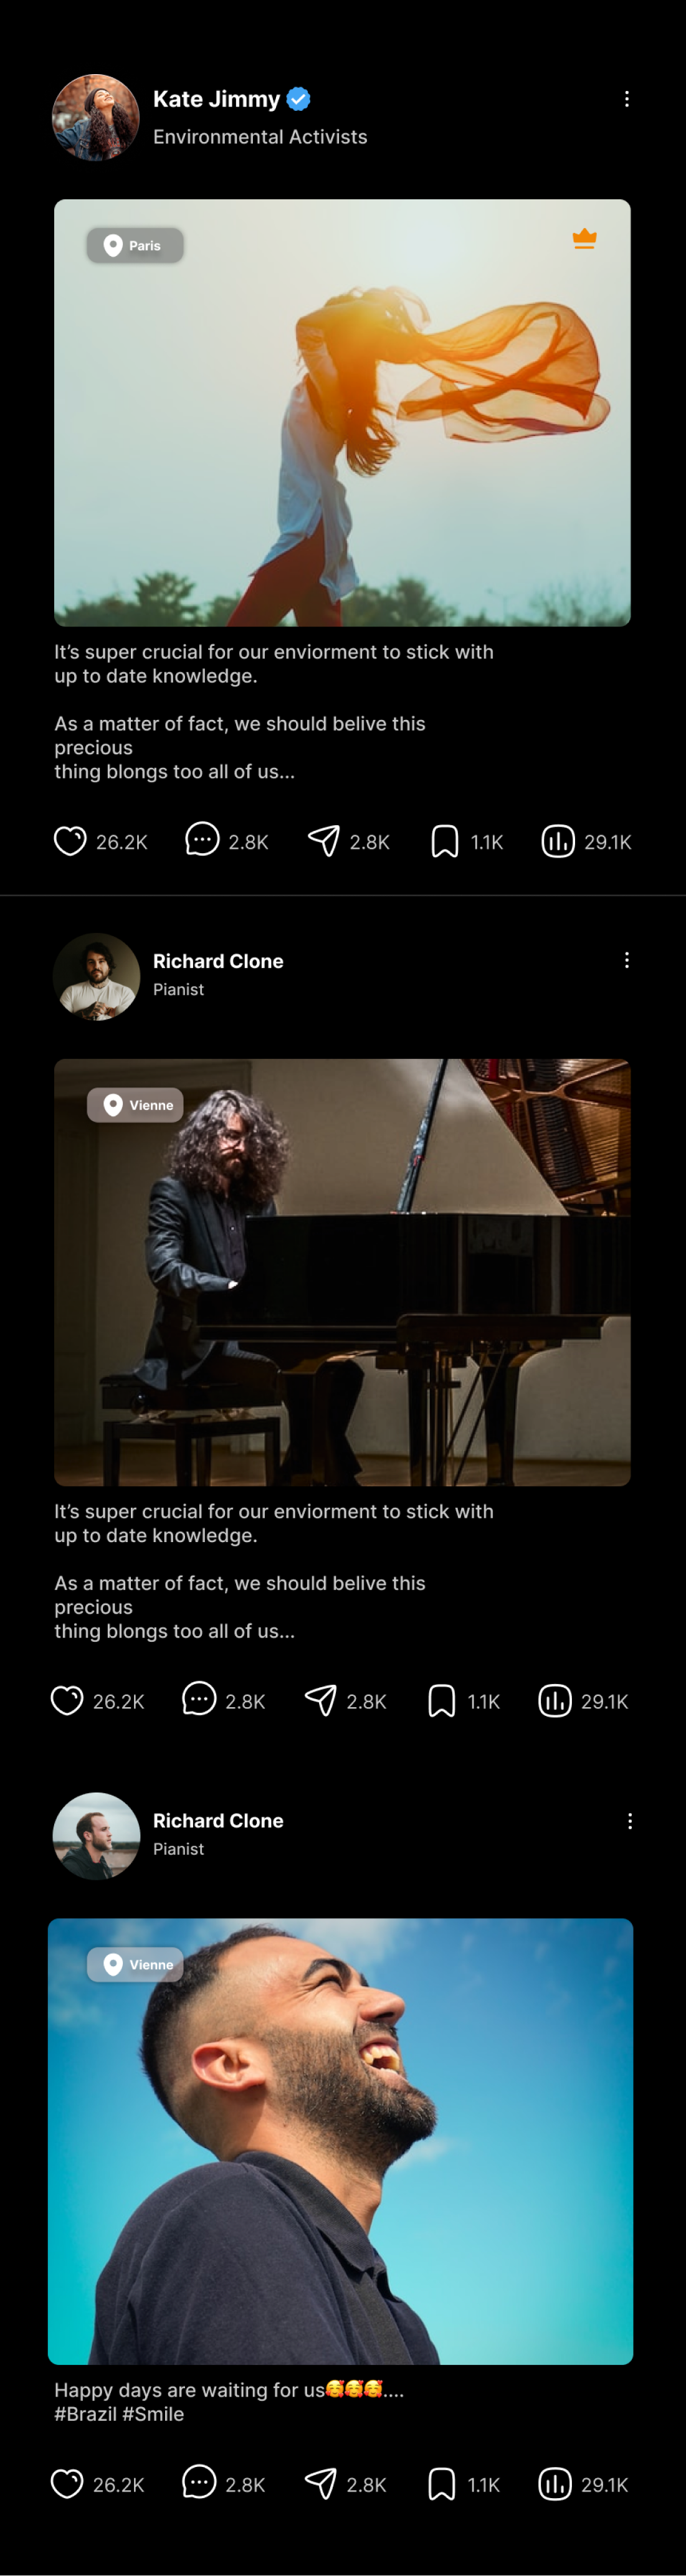 Kate Jimmy
Environmental Activists
Paris
It’s super crucial for our enviorment to stick with
up to date knowledge.
As a matter of fact, we should belive this
precious
thing blongs too all of us...
26.2K 2.8K 2.8K 1.1K 29.1K
Richard Clone
Pianist
Vienne
It’s super crucial for our enviorment to stick with
up to date knowledge.
As a matter of fact, we should belive this
precious
thing blongs too all of us...
26.2K 2.8K 2.8K 1.1K 29.1K
Richard Clone
Pianist
Vienne
Happy days are waiting for us🥰🥰🥰....
#Brazil #Smile
26.2K 2.8K 2.8K 1.1K 29.1K